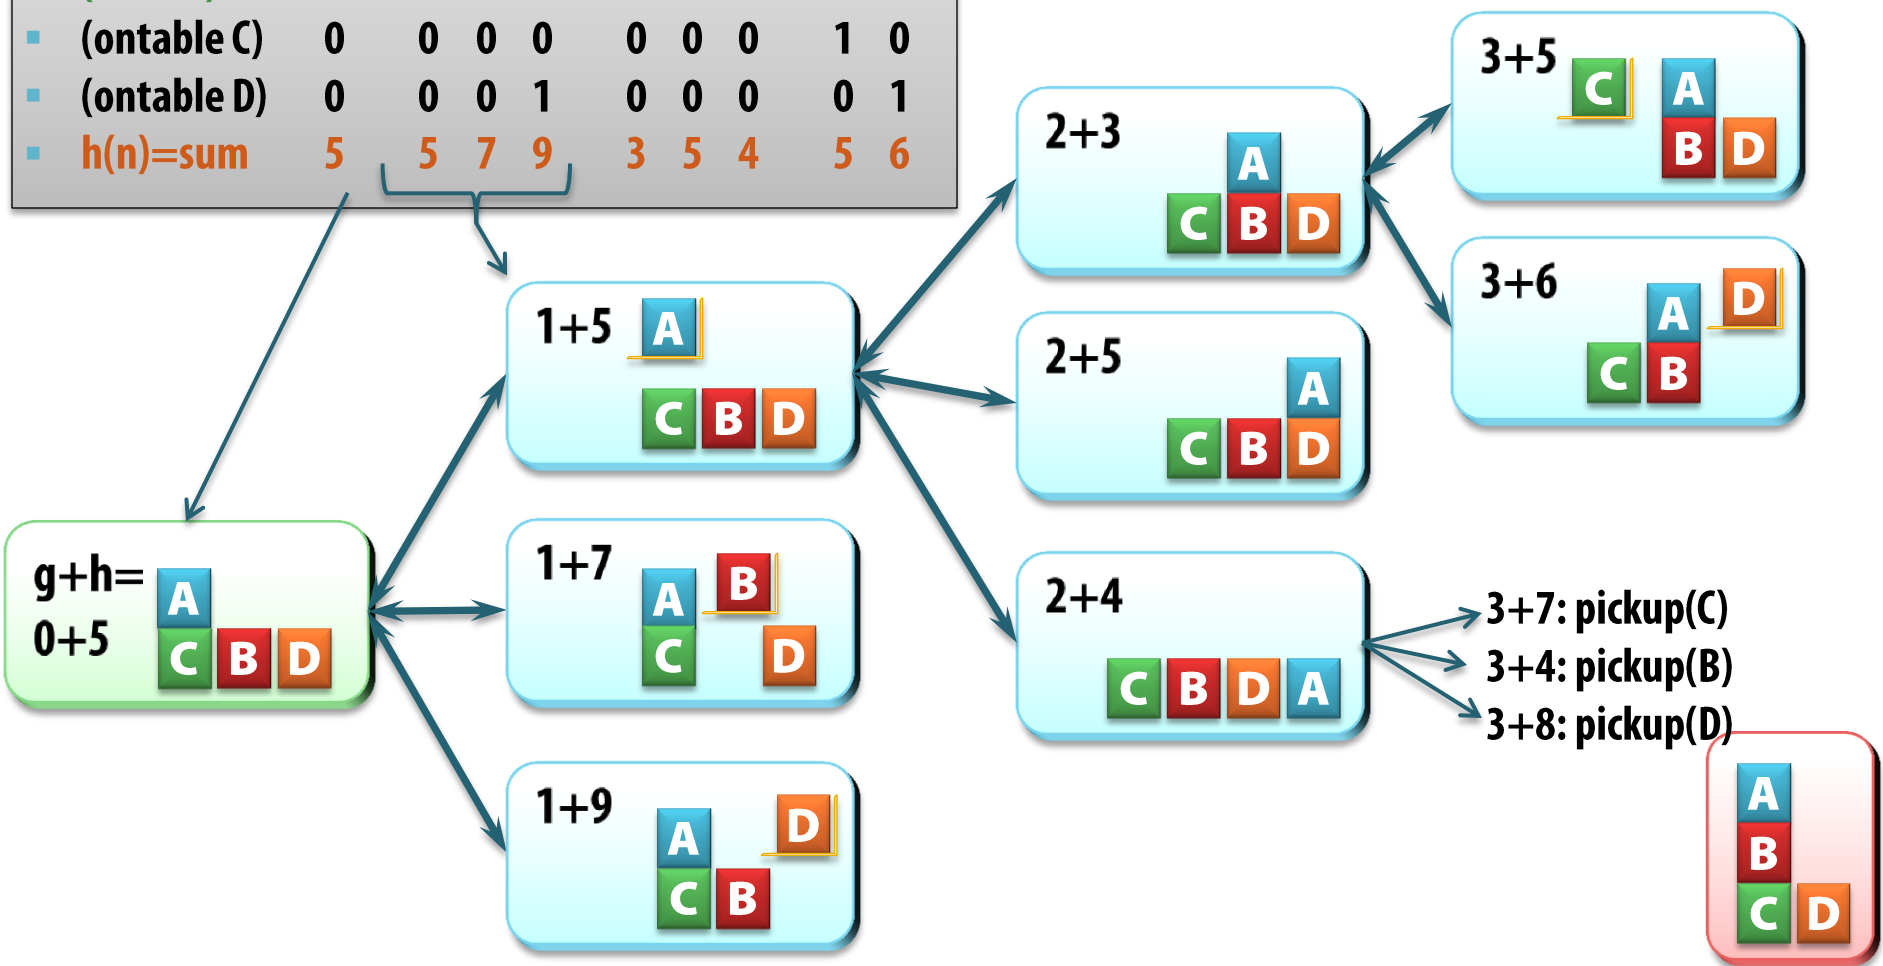 (ontable C) 0 0 0 0 0 0 0 1 0
(ontable D) 0 0 0 1 0 0 0 0 1
h(n)=sum 5 5 7 9 3 5 4 5 6
3+5
C A
B D
2+3
A
C B D
3+6
A D
C B
1+5
A
C B D
2+5
A
C B D
g+h=
0+5
A
C B D
1+7
A B
C D
2+4
C B D A
3+7: pickup(C)
3+4: pickup(B)
3+8: pickup(D)
1+9
A D
C B
A
B
C D